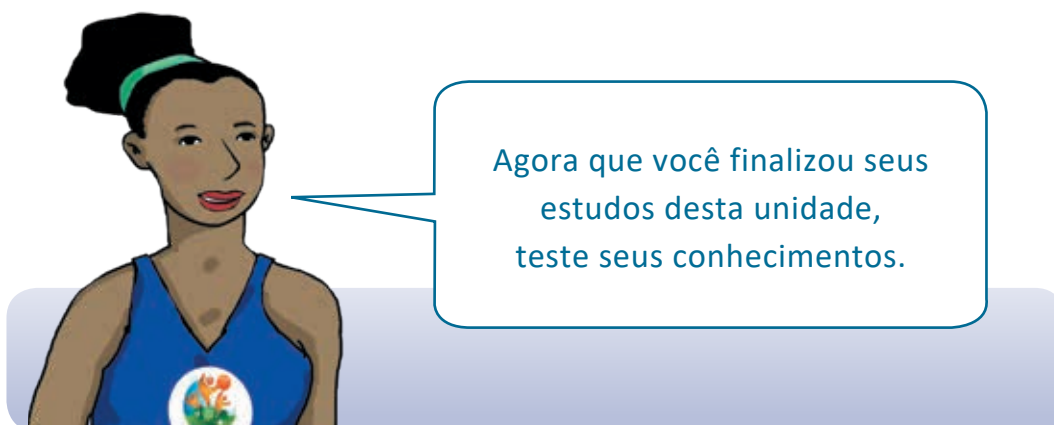 Agora que você finalizou seus
estudos desta unidade,
teste seus conhecimentos.